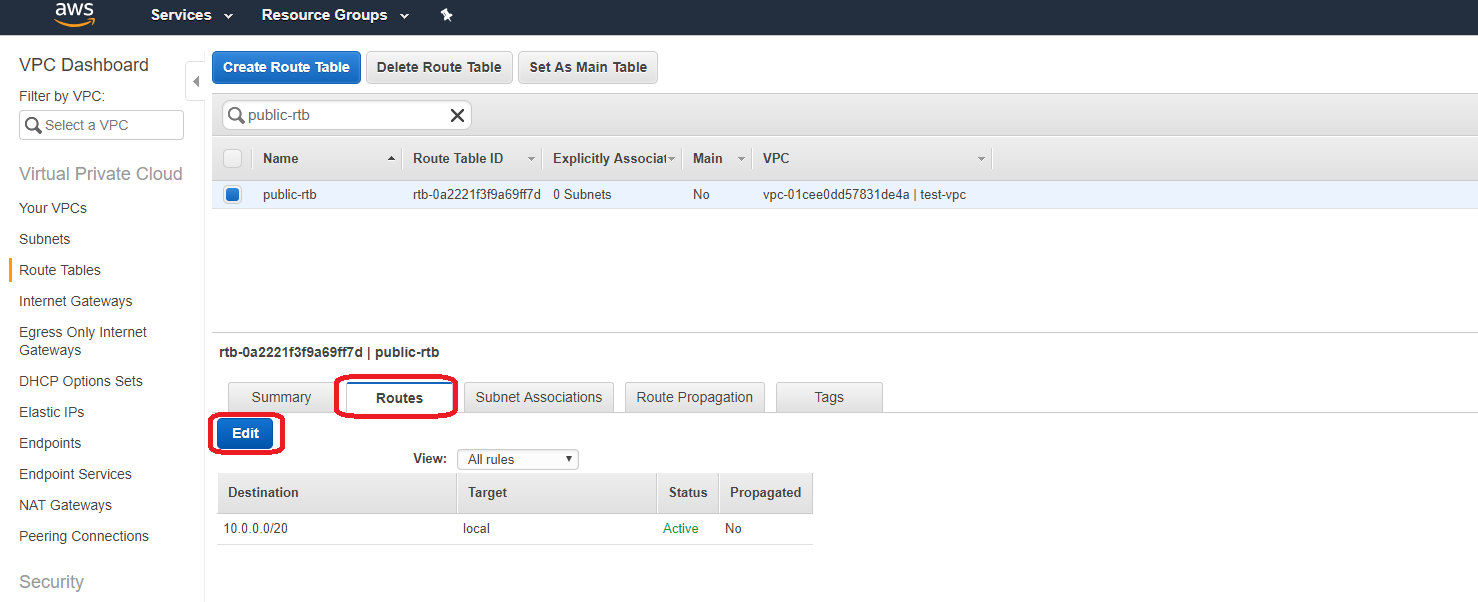 aws Services Resource Groups
VPC Dashboard
Filter by VPC:
Select a VPC
Virtual Private Cloud
Your VPCs
Subnets
Route Tables
Internet Gateways
Egress Only Internet
Gateways
DHCP Options Sets
Elastic IPs
Endpoints
Endpoint Services
NAT Gateways
Peering Connections
Security
Create Route Table Delete Route Table Set As Main Table
public-rtb
Name Route Table ID Explicitly Associat Main VPC
public-rtb rtb-0a2221f3f9a69ff7d 0 Subnets No vpc-01cee0dd57831de4a | test-vpc
rtb-0a2221f3f9a69ff7d | public-rtb
Summary Routes Subnet Associations Route Propagation Tags
Edit
View: All rules
Destination Target Status Propagated
10.0.0.0/20 local Active No